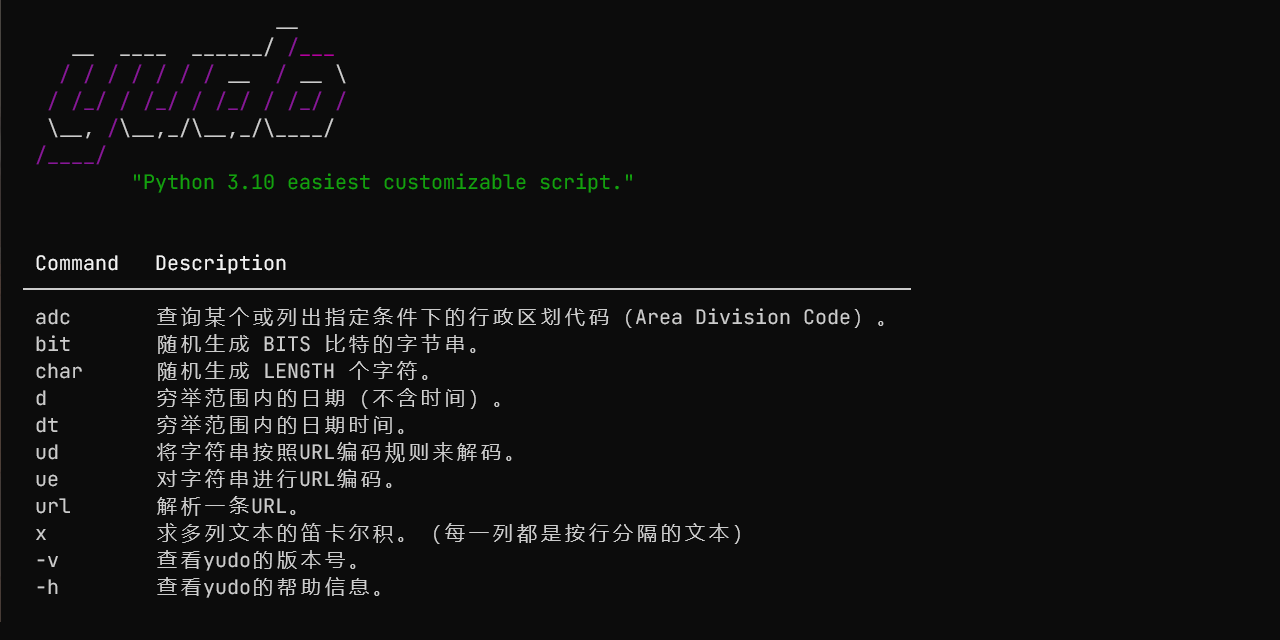 yudo
"Python 3.10 easiest customizable script."
Command Description
adc 查询某个或列出指定条件下的行政区划代码（Area Division Code）。
bit 随机生成 BITS 比特的字节串。
char 随机生成 LENGTH 个字符。
d 穷举范围内的日期（不含时间）。
dt 穷举范围内的日期时间。
ud 将字符串按照URL编码规则来解码。
ue 对字符串进行URL编码。
url 解析一条URL。
x 求多列文本的笛卡尔积。（每一列都是按行分隔的文本）
-v 查看yudo的版本号。
-h 查看yudo的帮助信息。